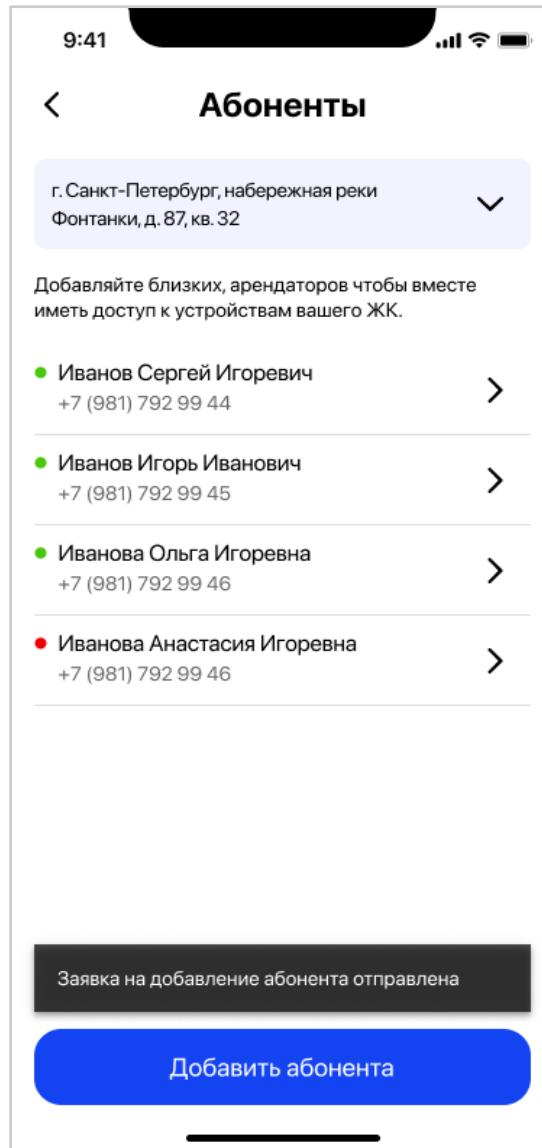 9:41
Абоненты
г. Санкт-Петербург, набережная реки
Фонтанки, д. 87, кв. 32
Добавляйте близких, арендаторов чтобы вместе
иметь доступ к устройствам вашего ЖК.
Иванов Сергей Игоревич
+7 (981) 792 99 44
Иванов Игорь Иванович
+7 (981) 792 99 45
Иванова Ольга Игоревна
+7 (981) 792 99 46
Иванова Анастасия Игоревна
+7 (981) 792 99 46
Заявка на добавление абонента отправлена
Добавить абонента